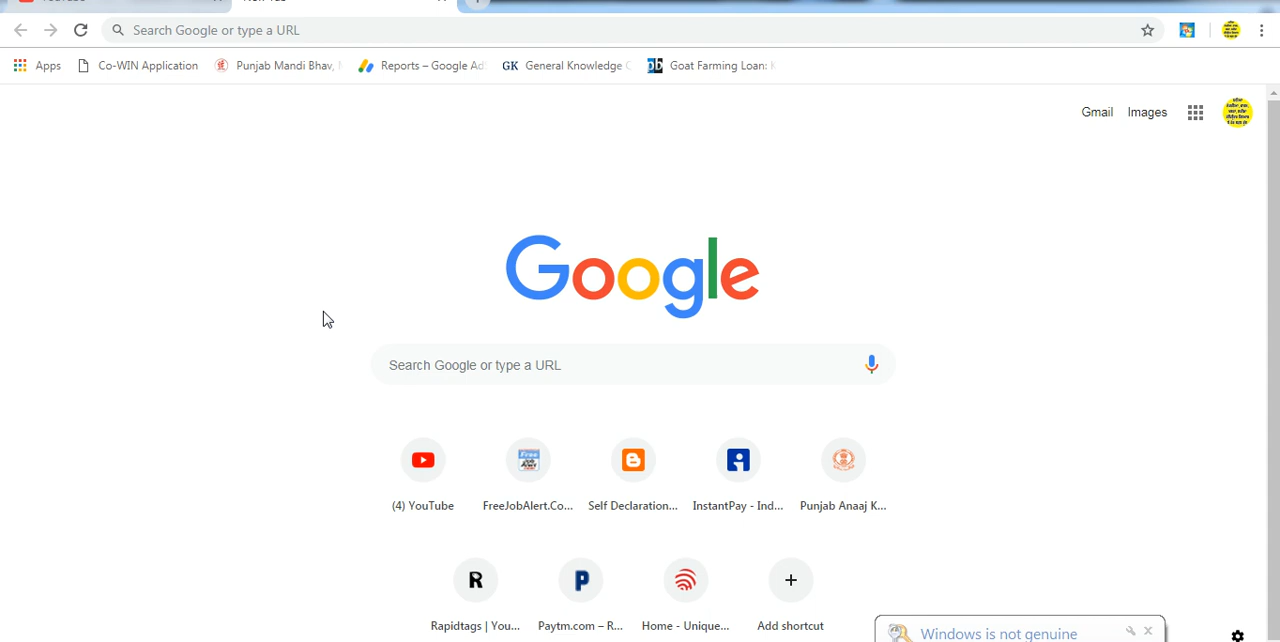 Search Google or type a URL
Apps Co-WIN Application Punjab Mandi Bhav, Reports – Google Ad GK General Knowledge Goat Farming Loan:
Gmail Images
Google
Search Google or type a URL
(4) YouTube FreeJobAlert.Co... Self Declaration... InstantPay - Ind... Punjab Anaaj K...
R P
Rapidtags | You... Paytm.com – R... Home - Unique... Add shortcut
Windows is not genuine